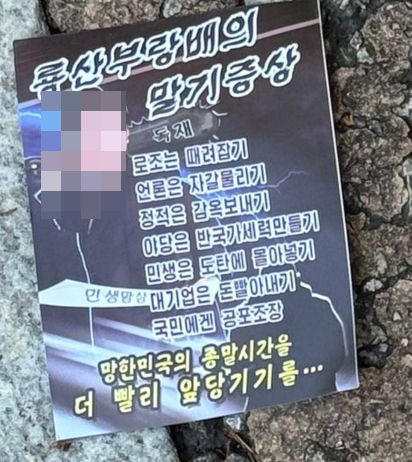 룡산부랑배의
말기증상
독재
로조는 때려잡기
언론은 자갈물리기
정적은 감옥보내기
야당은 반국가세력만들기
민생은 도탄에 몰아넣기
민생향상
대기업은 돈빨아내기
국민에겐 공포조장
망한민국의 종말시간을
더 빨리 앞당기기를...